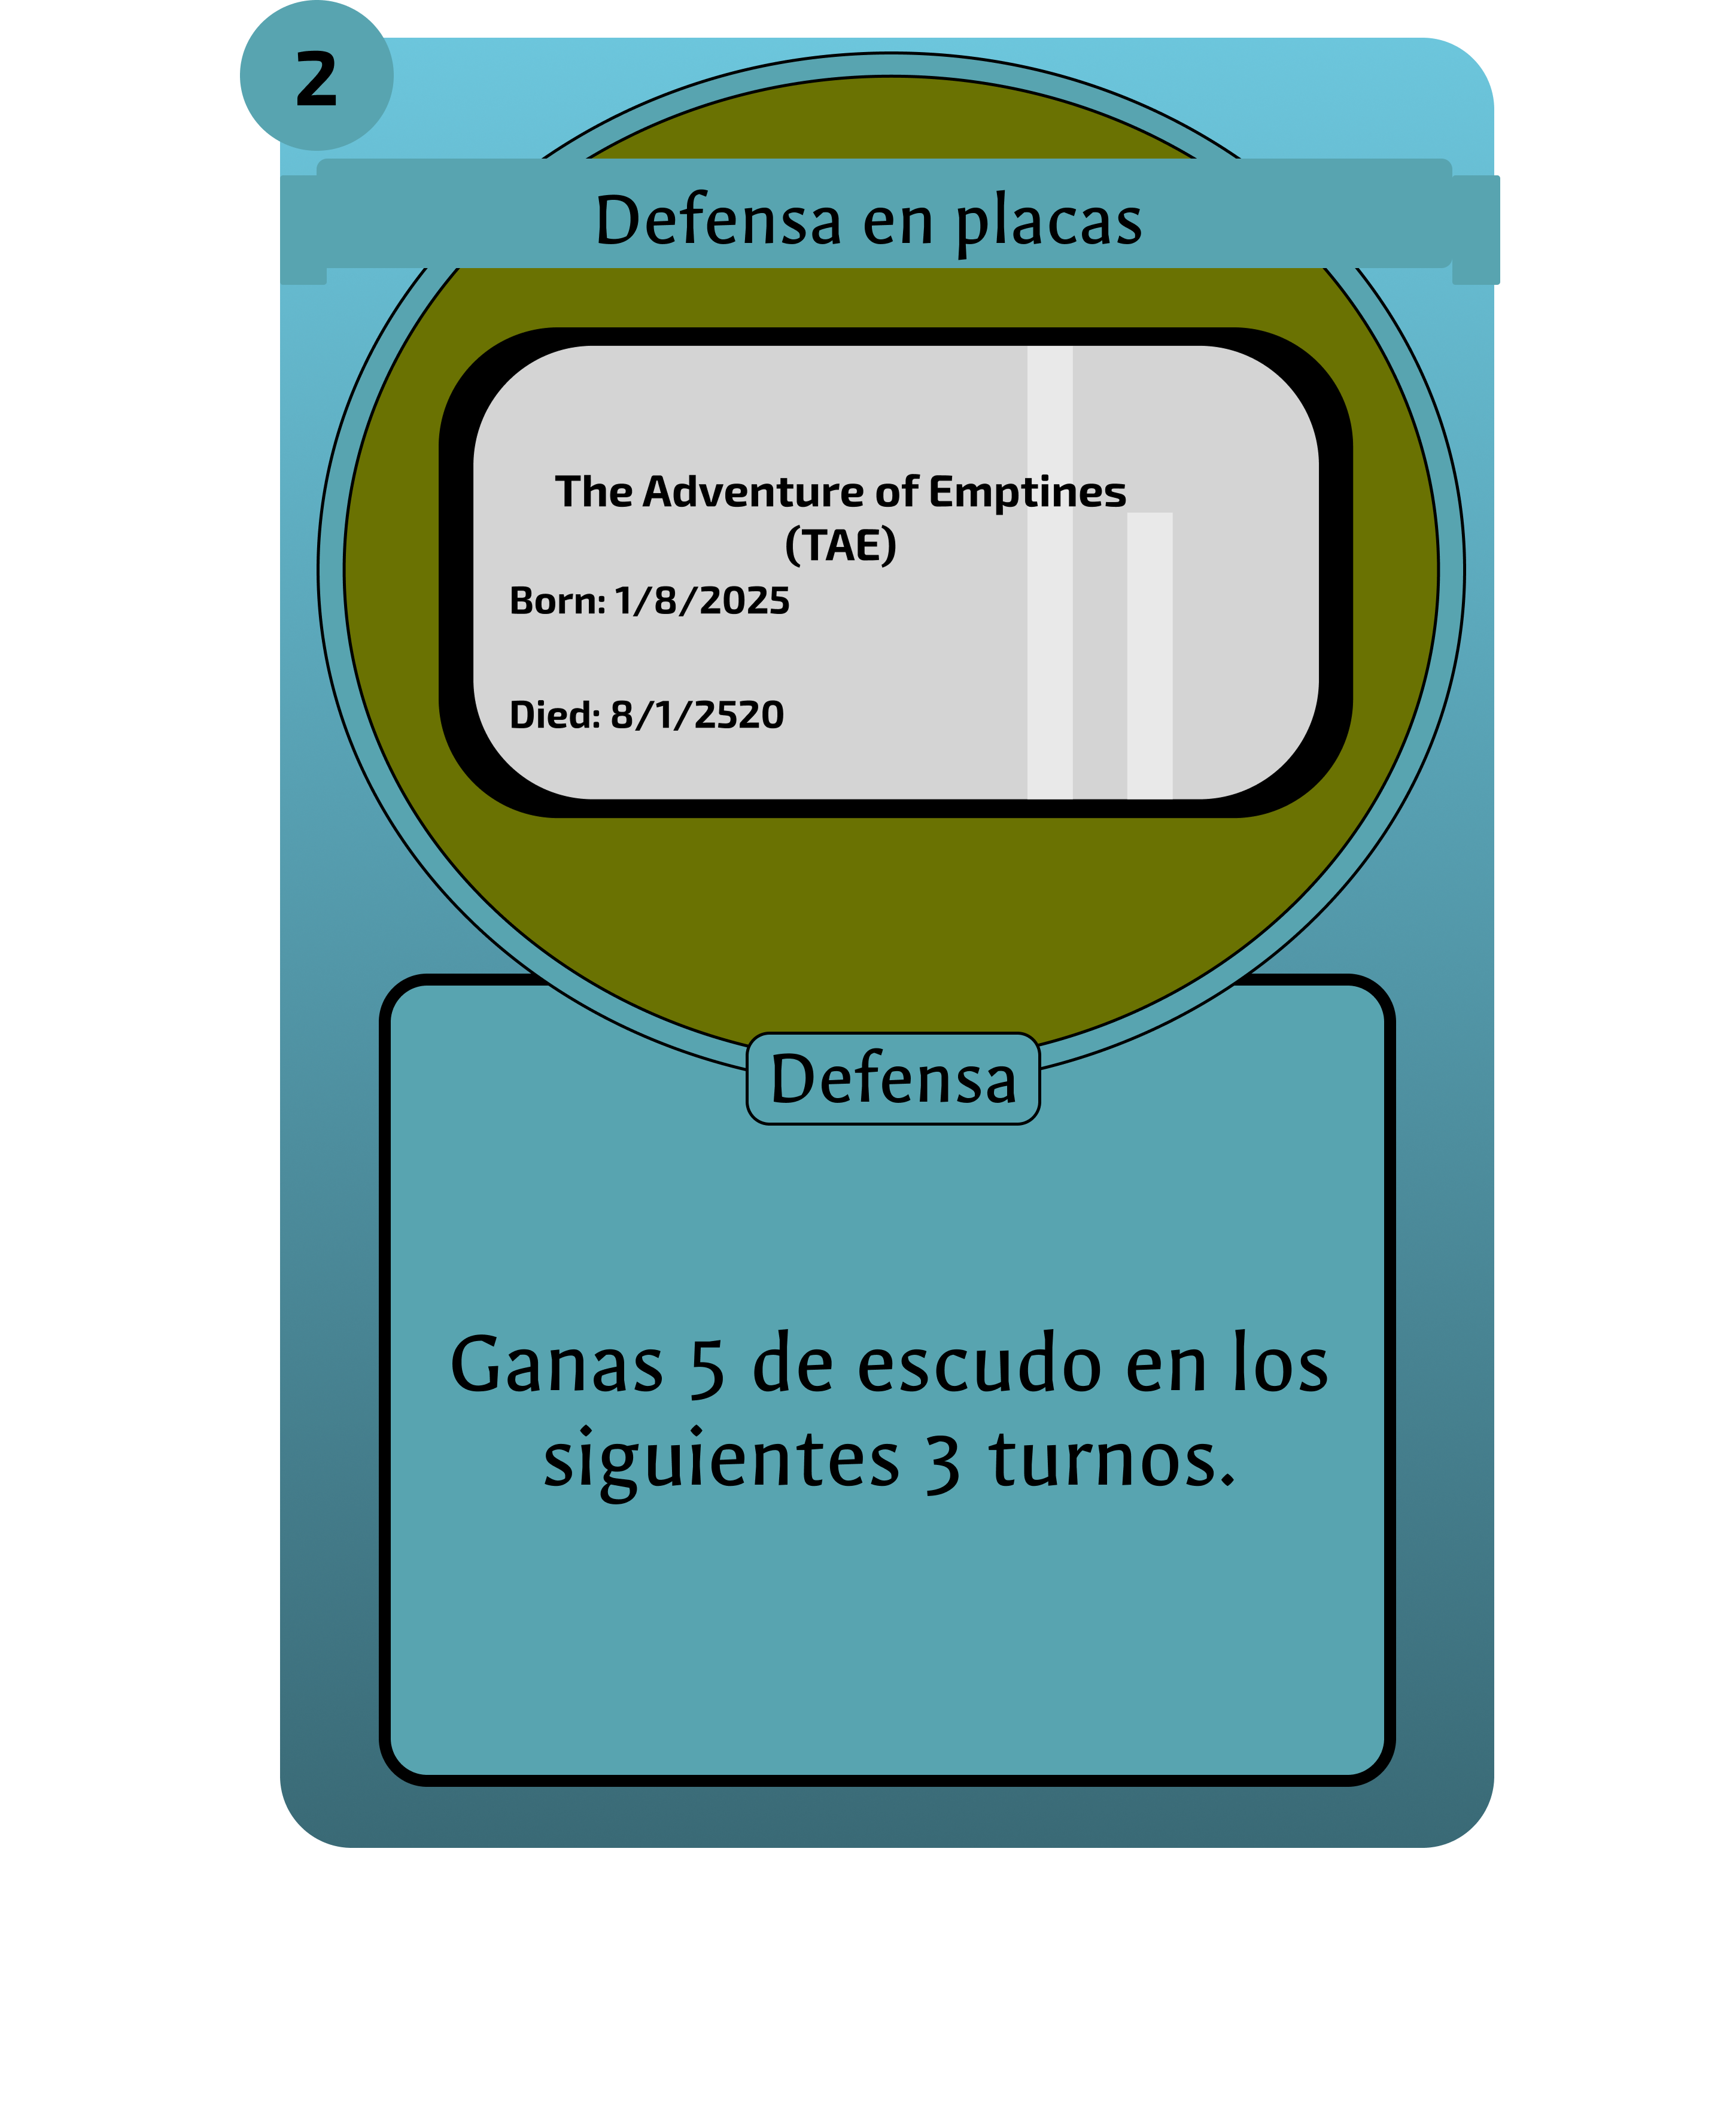 2
Defensa en placas
The Adventure of Emptines
(TAE)
Born: 1/8/2025
Died: 8/1/2520
Defensa
Ganas 5 de escudo en los
siguientes 3 turnos.